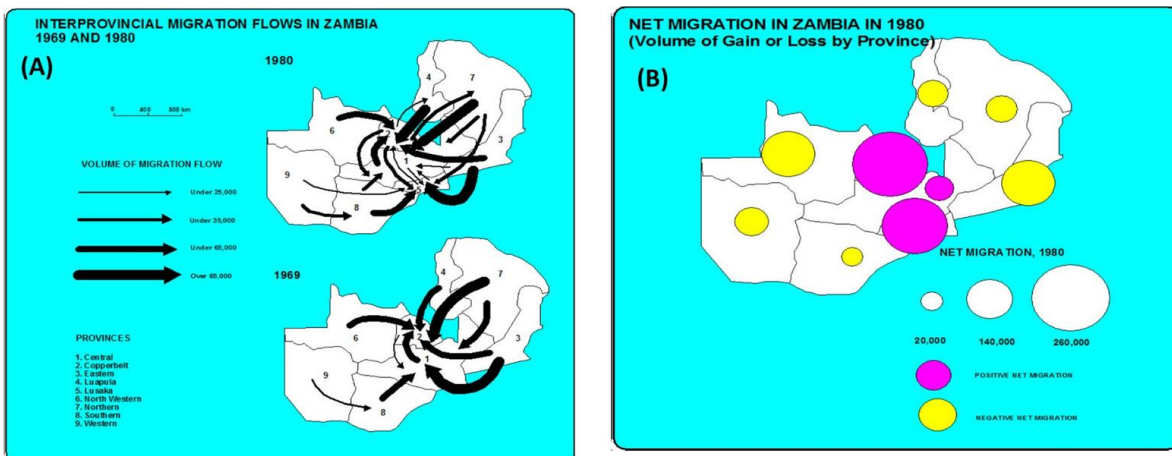 INTERPROVINCIAL MIGRATION FLOWS IN ZAMBIA
1969 AND 1980
(A)
1980
0 400 800 km
VOLUME OF MIGRATION FLOW
Under 25,000
Under 35,000
Under 65,000
Over 65,000
4
7
6
2
3
1
9
5
8
1969
4
7
6
2
3
1
9
8
PROVINCES
1. Central
2. Copperbelt
3. Eastern
4. Luapula
5. Lusaka
6. North Western
7. Northern
8. Southern
9. Western
NET MIGRATION IN ZAMBIA IN 1980
(Volume of Gain or Loss by Province)
(B)
NET MIGRATION, 1980
20,000 140,000 260,000
POSITIVE NET MIGRATION
NEGATIVE NET MIGRATION